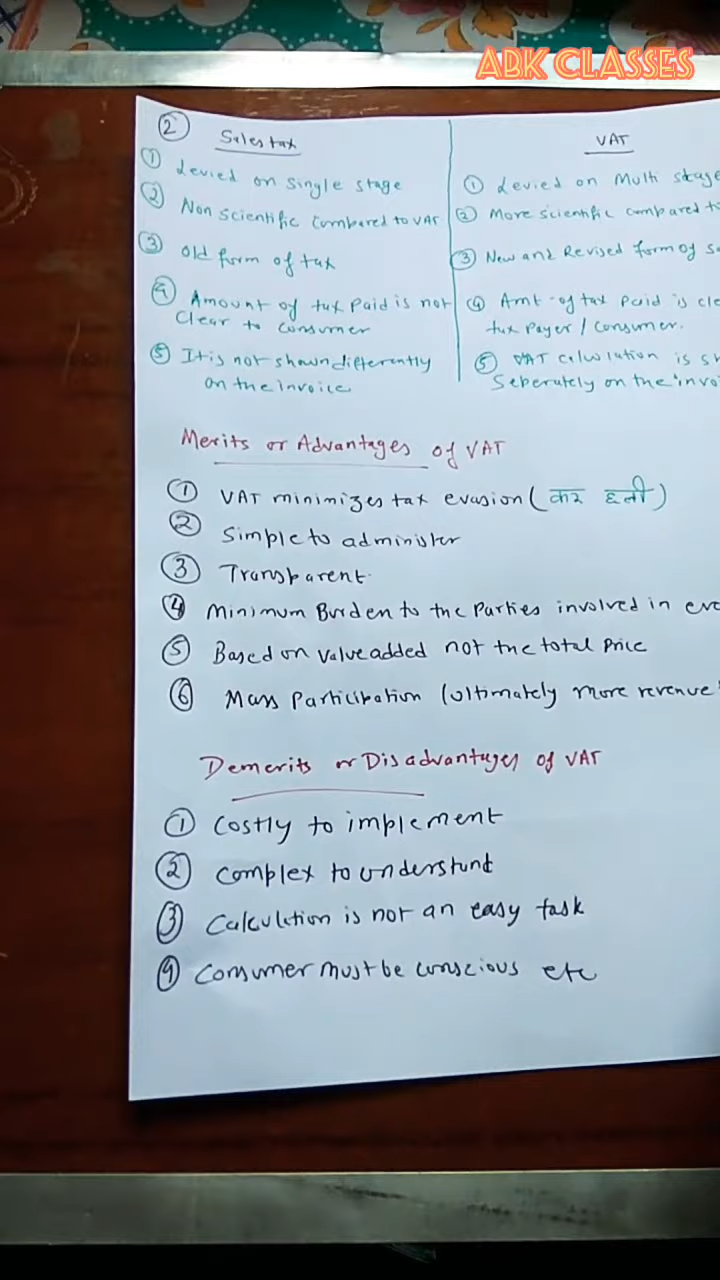 ABK CLASSES
② Sales tax
① Levied on single stage
② Non scientific compared to VAT
③ Old form of tax
④ Amount of tax paid is not
clear to consumer
⑤ It is not shown differently
on the invoice
VAT
① Levied on Multi stage
② More scientific compared to
③ New and Revised form of
④ Amt. of tax paid is
tax payer / consumer.
⑤ VAT calculation is
Seberately on the
Merits or Advantages of VAT
① VAT minimizes tax evasion (कर छली)
② Simple to administer
③ Transparent.
④ Minimum Burden to the Parties involved in
⑤ Based on value added not the total price
⑥ Mass Participation (ultimately more revenue
Demerits or Disadvantages of VAT
① Costly to implement
② Complex to understand
③ Calculation is not an easy task
④ Consumer must be conscious etc